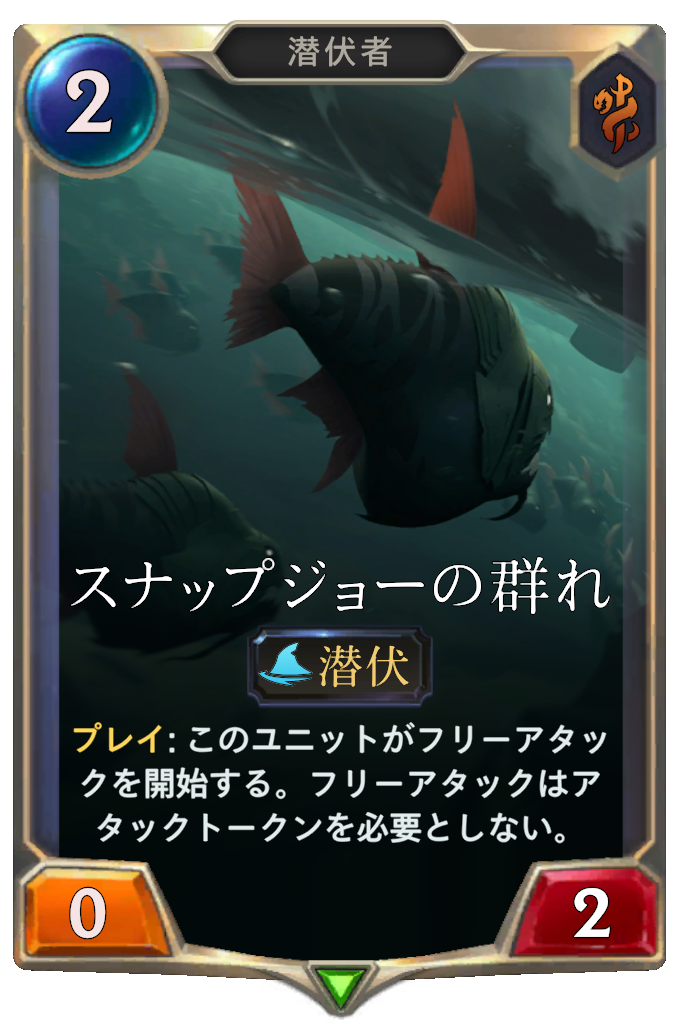 潜伏者
2
スナップジョーの群れ
潜伏
プレイ: このユニットがフリーアタッ
クを開始する。フリーアタックはア
タックトークンを必要としない。
0
2